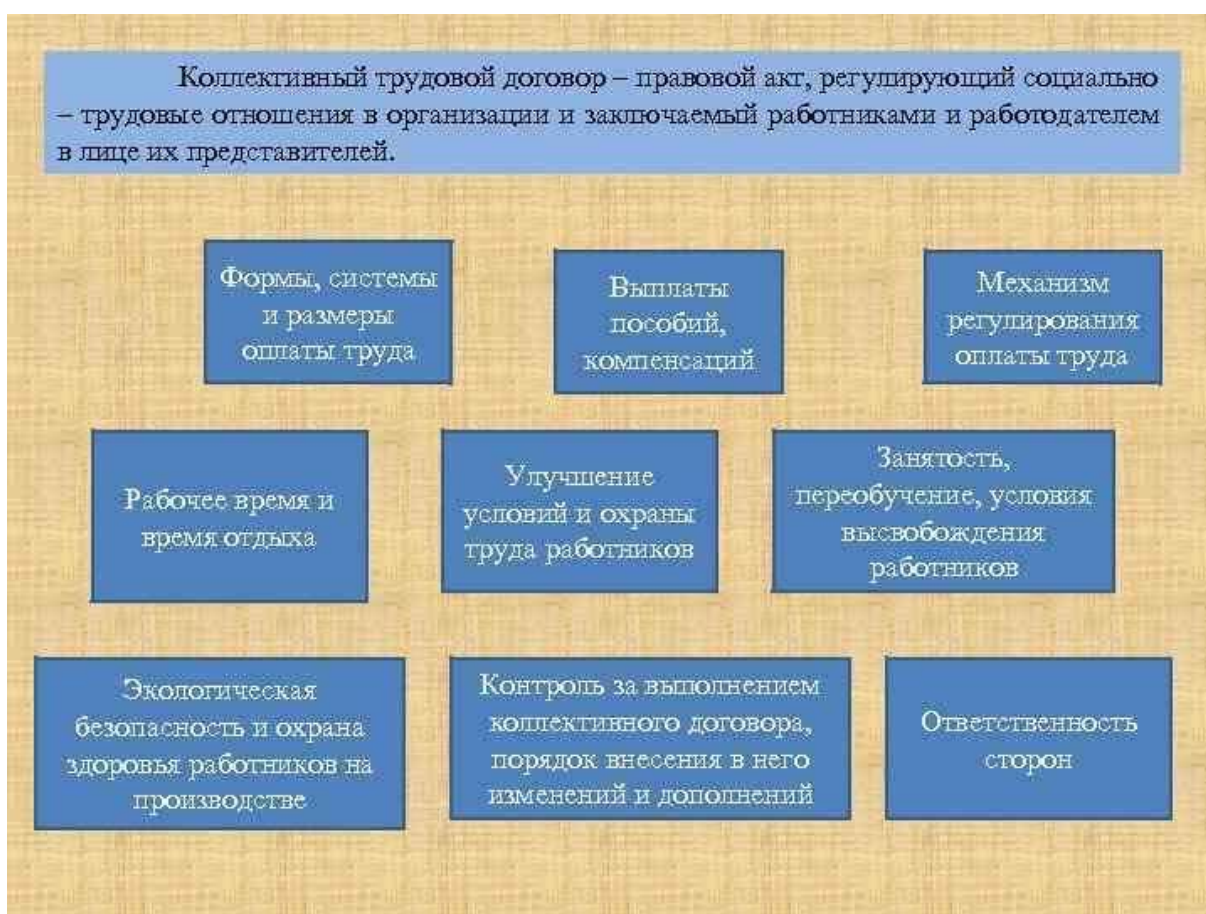 Коллективный трудовой договор – правовой акт, регулирующий социально
– трудовые отношения в организации и заключаемый работниками и работодателем
в лице их представителей.
Формы, системы
и размеры
оплаты труда
Выплаты
пособий,
компенсаций
Механизм
регулирования
оплаты труда
Рабочее время и
время отдыха
Улучшение
условий и охраны
труда работников
Занятость,
переобучение, условия
высвобождения
работников
Экологическая
безопасность и охрана
здоровья работников на
производстве
Контроль за выполнением
коллективного договора,
порядок внесения в него
изменений и дополнений
Ответственность
сторон